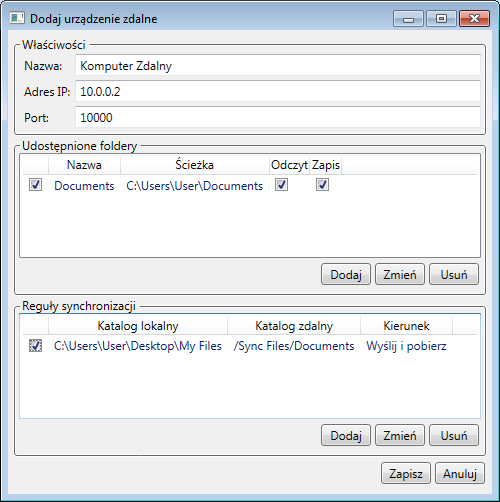 Dodaj urządzenie zdalne
Właściwości
Nazwa: Komputer Zdalny
Adres IP: 10.0.0.2
Port: 10000
Udostępnione foldery
Nazwa Ścieżka Odczyt Zapis
Documents C:\Users\User\Documents
Dodaj Zmień Usuń
Reguły synchronizacji
Katalog lokalny Katalog zdalny Kierunek
C:\Users\User\Desktop\My Files /Sync Files/Documents Wyślij i pobierz
Dodaj Zmień Usuń
Zapisz Anuluj